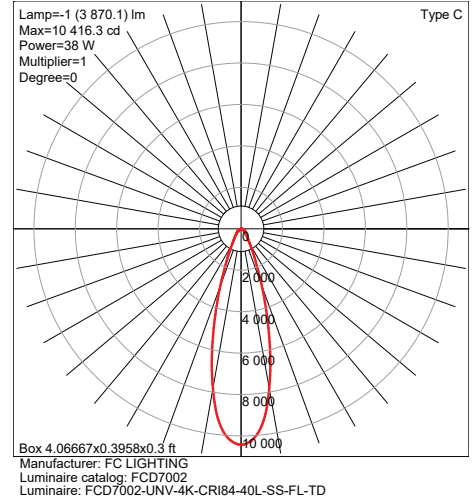 Lamp=-1 (3 870.1) lm
Type C
Max=10 416.3 cd
Power=38 W
Multiplier=1
Degree=0
0
2 000
4 000
6 000
8 000
10 000
Box 4.06667x0.3958x0.3 ft
Manufacturer: FC LIGHTING
Luminaire catalog: FCD7002
Luminaire: FCD7002-UNV-4K-CRI84-40L-SS-FL-TD